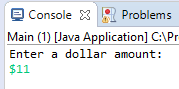 Console Problems
Main (1) [Java Application] C:\Pr
Enter a dollar amount:
$11